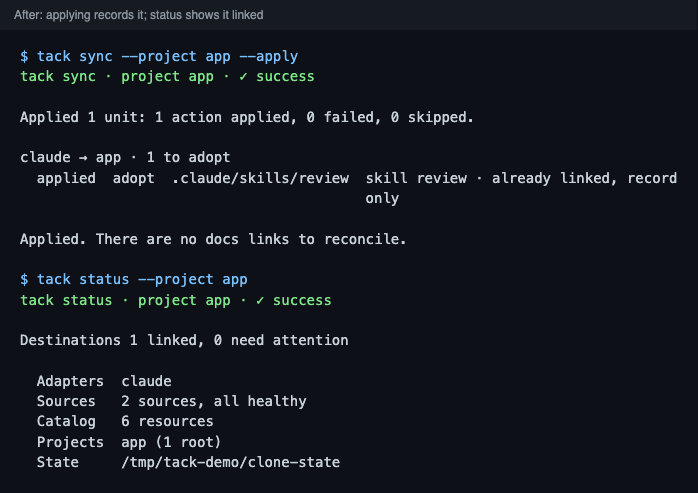 After: applying records it; status shows it linked
$ tack sync --project app --apply
tack sync · project app · ✓ success
Applied 1 unit: 1 action applied, 0 failed, 0 skipped.
claude → app · 1 to adopt
applied adopt .claude/skills/review skill review · already linked, record
only
Applied. There are no docs links to reconcile.
$ tack status --project app
tack status · project app · ✓ success
Destinations 1 linked, 0 need attention
Adapters claude
Sources 2 sources, all healthy
Catalog 6 resources
Projects app (1 root)
State /tmp/tack-demo/clone-state